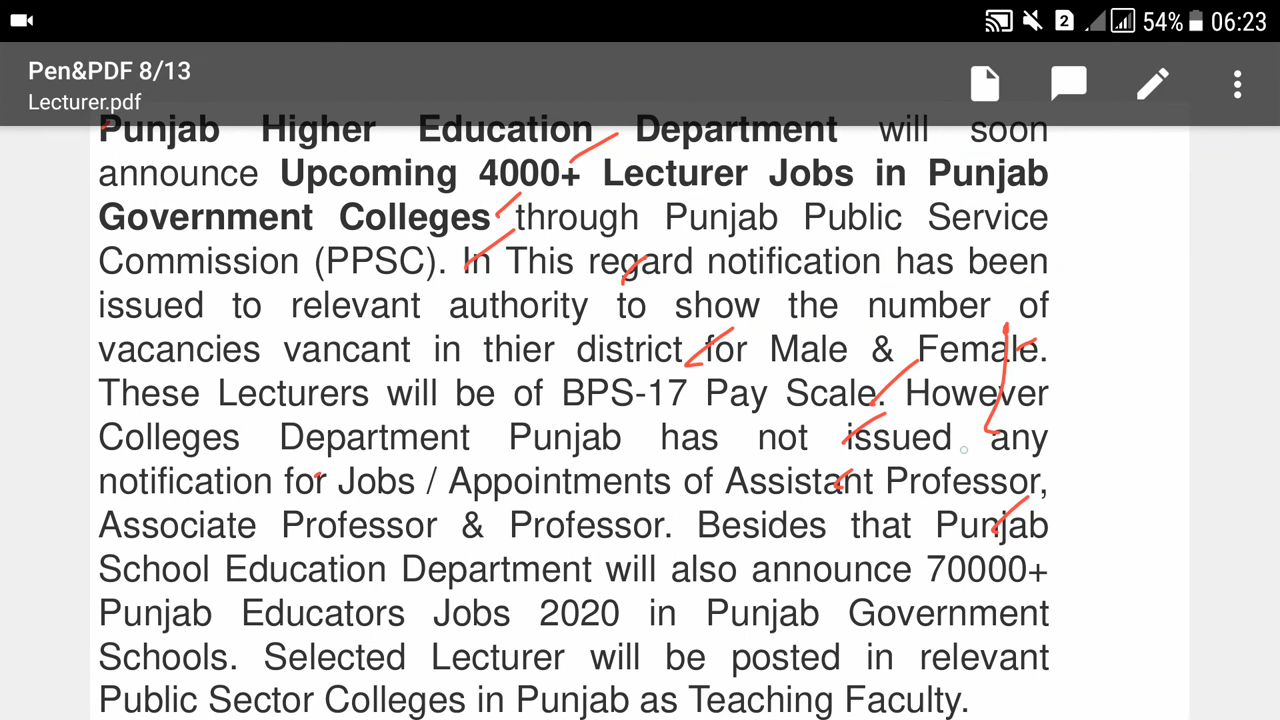 2 54% 06:23
Pen&PDF 8/13
Lecturer.pdf
Punjab Higher Education Department will soon
announce Upcoming 4000+ Lecturer Jobs in Punjab
Government Colleges through Punjab Public Service
Commission (PPSC). In This regard notification has been
issued to relevant authority to show the number of
vacancies vancant in thier district for Male & Female.
These Lecturers will be of BPS-17 Pay Scale. However
Colleges Department Punjab has not issued any
notification for Jobs / Appointments of Assistant Professor,
Associate Professor & Professor. Besides that Punjab
School Education Department will also announce 70000+
Punjab Educators Jobs 2020 in Punjab Government
Schools. Selected Lecturer will be posted in relevant
Public Sector Colleges in Punjab as Teaching Faculty.